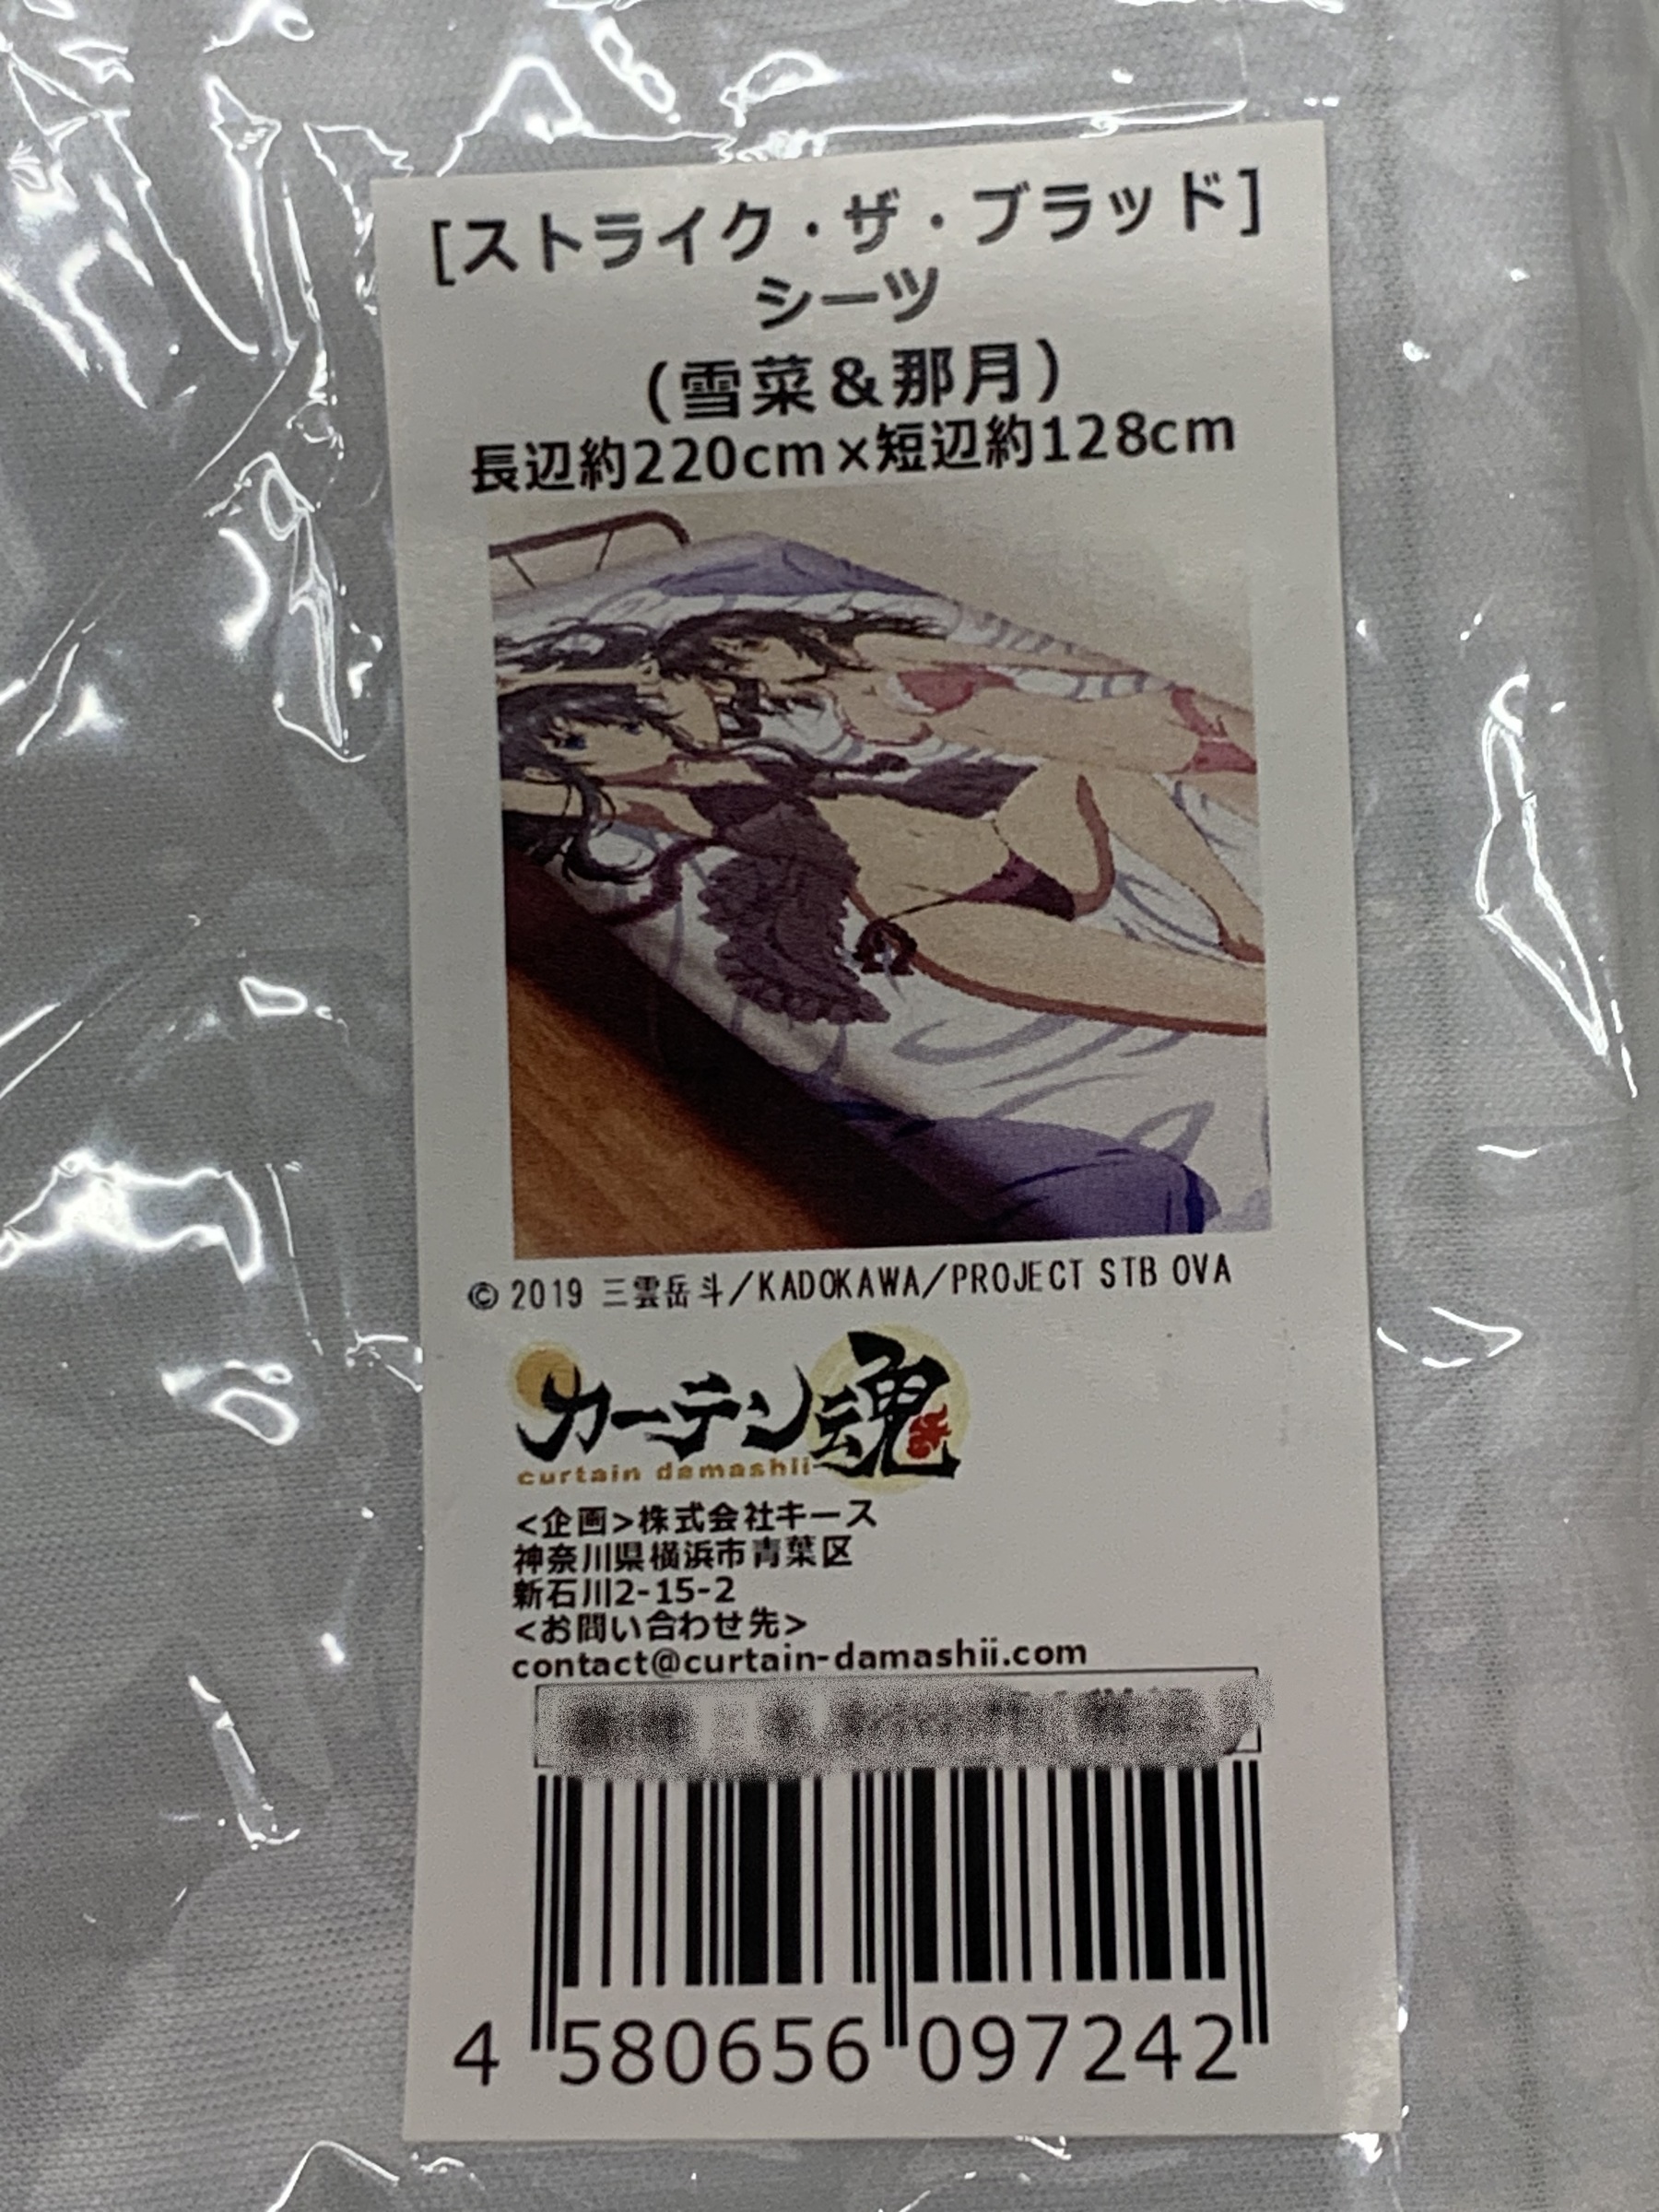 [ストライク・ザ・ブラッド]
シーツ
(雪菜＆那月)
長辺約220cm×短辺約128cm
© 2019 三雲岳斗/KADOKAWA/PROJECT STB OVA
カーテン魂
curtain damashii
<企画>株式会社キース
神奈川県横浜市青葉区
新石川2-15-2
<お問い合わせ先>
contact@curtain-damashii.com
4 580656 097242